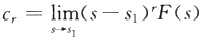 $c_r = \lim_{s \to s_1} (s - s_1)^r F(s)$